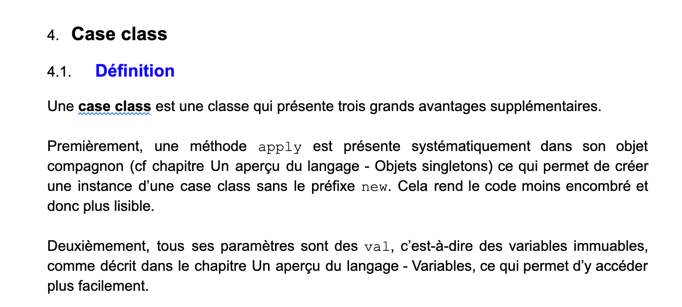 4. Case class
4.1. Définition
Une case class est une classe qui présente trois grands avantages supplémentaires.
Premièrement, une méthode apply est présente systématiquement dans son objet
compagnon (cf chapitre Un aperçu du langage - Objets singletons) ce qui permet de créer
une instance d’une case class sans le préfixe new. Cela rend le code moins encombré et
donc plus lisible.
Deuxièmement, tous ses paramètres sont des val, c’est-à-dire des variables immuables,
comme décrit dans le chapitre Un aperçu du langage - Variables, ce qui permet d’y accéder
plus facilement.